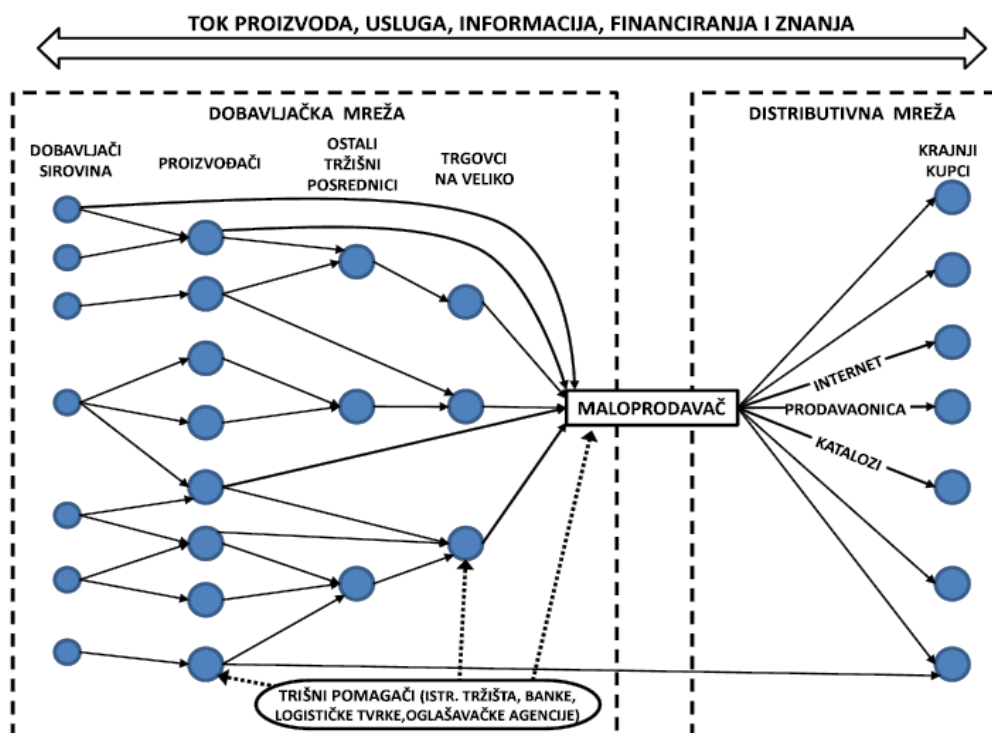 TOK PROIZVODA, USLUGA, INFORMACIJA, FINANCIRANJA I ZNANJA
DOBAVLJAČKA MREŽA
DISTRIBUTIVNA MREŽA
DOBAVLJAČI
SIROVINA
PROIZVOĐAČI
OSTALI
TRŽIŠNI
POSREDNICI
TRGOVCI
NA VELIKO
KRAJNJI
KUPCI
MALOPRODAVAČ
INTERNET
PRODAVAONICA
KATALOZI
TRIŠNI POMAGAČI (ISTR. TRŽIŠTA, BANKE,
LOGISTIČKE TVRKE,OGLAŠAVAČKE AGENCIJE)